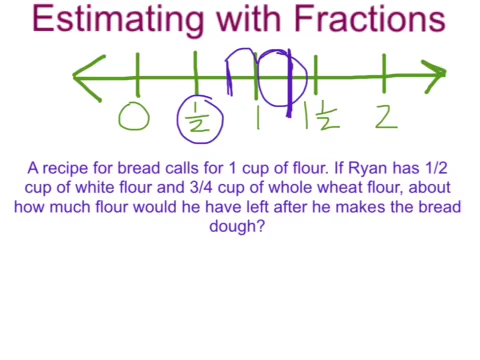 Estimating with Fractions
0 1/2 1 1 1/2 2
A recipe for bread calls for 1 cup of flour. If Ryan has 1/2
cup of white flour and 3/4 cup of whole wheat flour, about
how much flour would he have left after he makes the bread
dough?